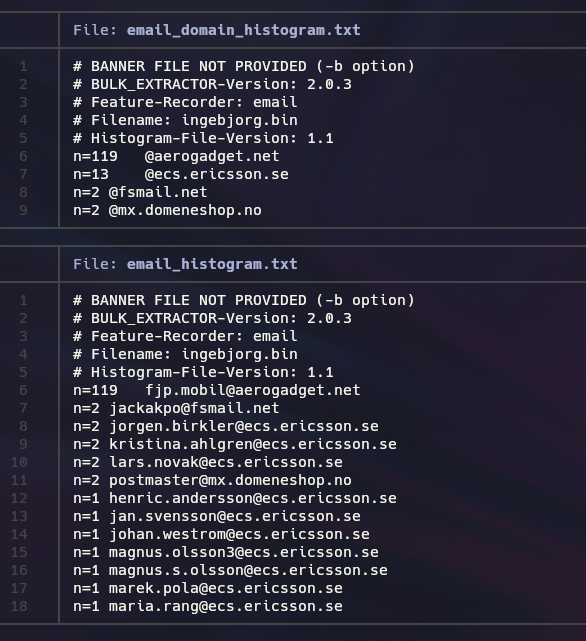 File: email_domain_histogram.txt
1 # BANNER FILE NOT PROVIDED (-b option)
2 # BULK_EXTRACTOR-Version: 2.0.3
3 # Feature-Recorder: email
4 # Filename: ingebjorg.bin
5 # Histogram-File-Version: 1.1
6 n=119   @aerogadget.net
7 n=13    @ecs.ericsson.se
8 n=2 @fsmail.net
9 n=2 @mx.domeneshop.no
File: email_histogram.txt
1 # BANNER FILE NOT PROVIDED (-b option)
2 # BULK_EXTRACTOR-Version: 2.0.3
3 # Feature-Recorder: email
4 # Filename: ingebjorg.bin
5 # Histogram-File-Version: 1.1
6 n=119   fjp.mobil@aerogadget.net
7 n=2 jackakpo@fsmail.net
8 n=2 jorgen.birkler@ecs.ericsson.se
9 n=2 kristina.ahlgren@ecs.ericsson.se
10 n=2 lars.novak@ecs.ericsson.se
11 n=2 postmaster@mx.domeneshop.no
12 n=1 henric.andersson@ecs.ericsson.se
13 n=1 jan.svensson@ecs.ericsson.se
14 n=1 johan.westrom@ecs.ericsson.se
15 n=1 magnus.olsson3@ecs.ericsson.se
16 n=1 magnus.s.olsson@ecs.ericsson.se
17 n=1 marek.pola@ecs.ericsson.se
18 n=1 maria.rang@ecs.ericsson.se